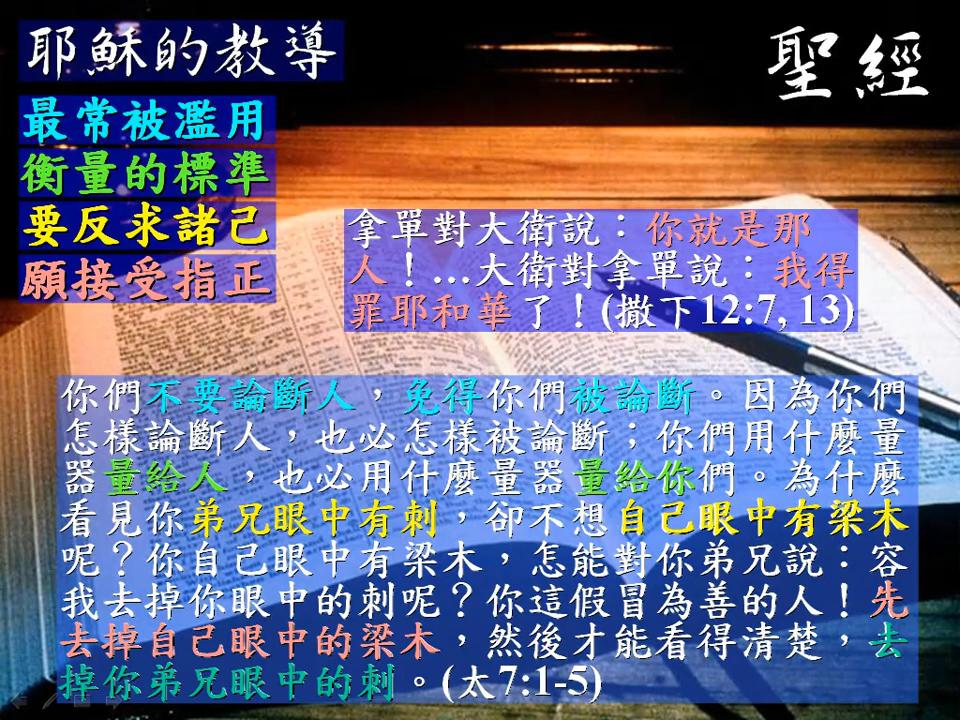 耶穌的教導
聖經
最常被濫用
衡量的標準
要反求諸己
願接受指正
拿單對大衛說：你就是那
人！…大衛對拿單說：我得
罪耶和華了！(撒下12:7, 13)
你們不要論斷人，免得你們被論斷。因為你們
怎樣論斷人，也必怎樣被論斷；你們用什麼量
器量給人，也必用什麼量器量給你們。為什麼
看見你弟兄眼中有刺，卻不想自己眼中有梁木
呢？你自己眼中有梁木，怎能對你弟兄說：容
我去掉你眼中的刺呢？你這假冒為善的人！先
去掉自己眼中的梁木，然後才能看得清楚，去
掉你弟兄眼中的刺。(太7:1-5)